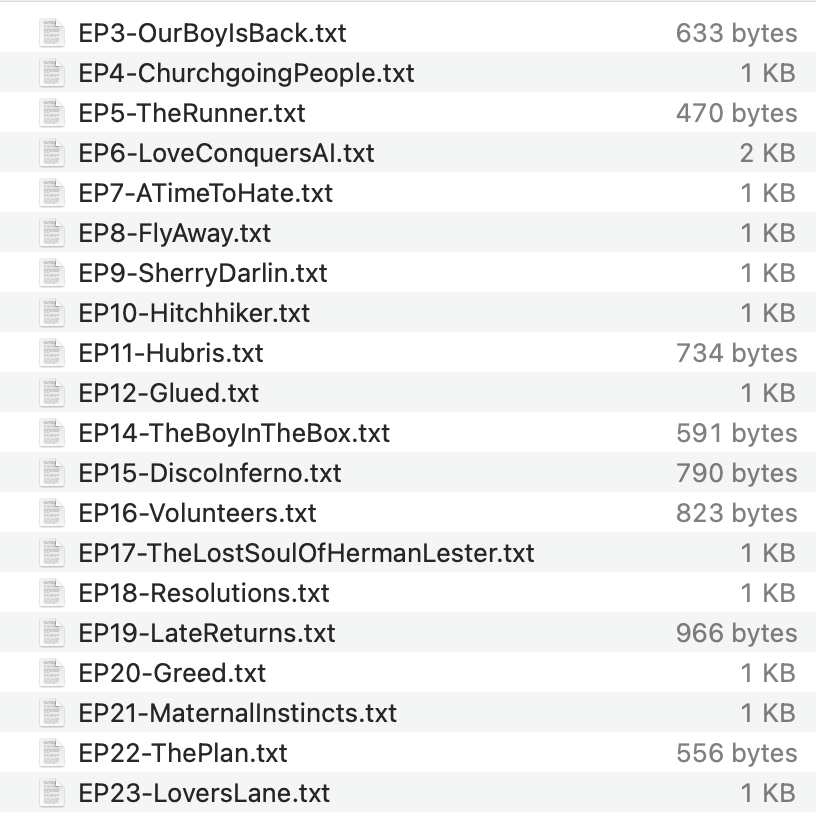 EP3-OurBoyIsBack.txt 633 bytes
EP4-ChurchgoingPeople.txt 1 KB
EP5-TheRunner.txt 470 bytes
EP6-LoveConquersAl.txt 2 KB
EP7-ATimeToHate.txt 1 KB
EP8-FlyAway.txt 1 KB
EP9-SherryDarlin.txt 1 KB
EP10-Hitchhiker.txt 1 KB
EP11-Hubris.txt 734 bytes
EP12-Glued.txt 1 KB
EP14-TheBoyInTheBox.txt 591 bytes
EP15-DiscoInferno.txt 790 bytes
EP16-Volunteers.txt 823 bytes
EP17-TheLostSoulOfHermanLester.txt 1 KB
EP18-Resolutions.txt 1 KB
EP19-LateReturns.txt 966 bytes
EP20-Greed.txt 1 KB
EP21-MaternalInstincts.txt 1 KB
EP22-ThePlan.txt 556 bytes
EP23-LoversLane.txt 1 KB